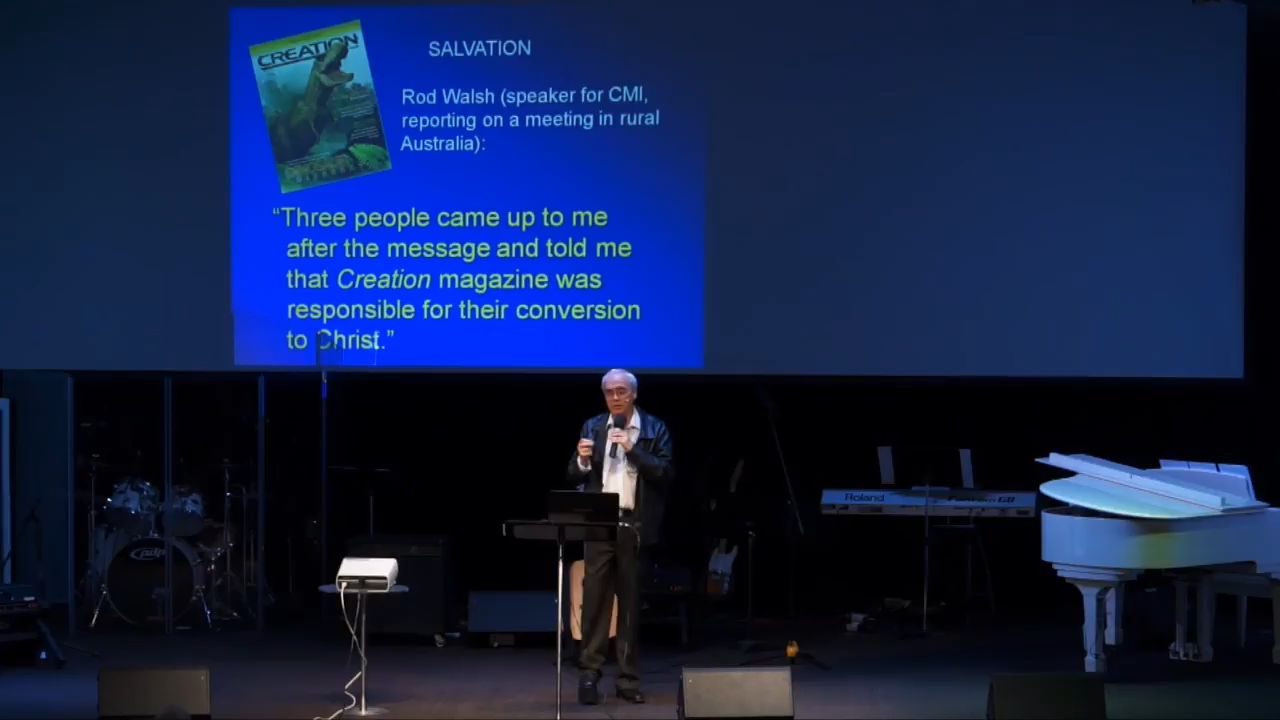 CREATION
SALVATION
Rod Walsh (speaker for CMI,
reporting on a meeting in rural
Australia):
“Three people came up to me
after the message and told me
that Creation magazine was
responsible for their conversion
to Christ.”
pdp
Roland